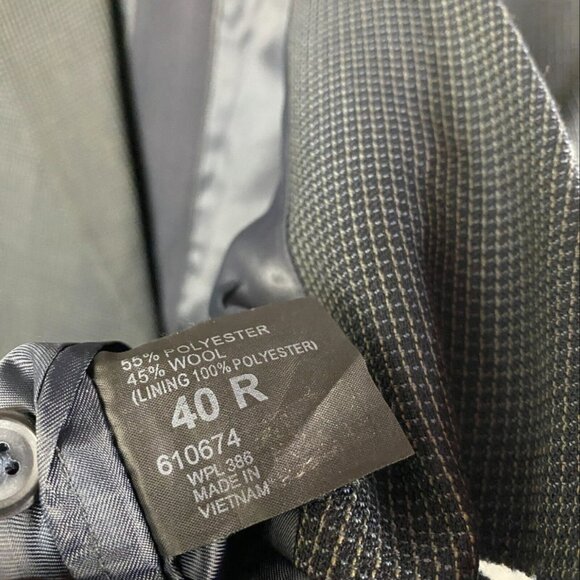 55% POLYESTER
45% WOOL
(LINING 100% POLYESTER)
40 R
610674
WPL 386
MADE IN
VIETNAM